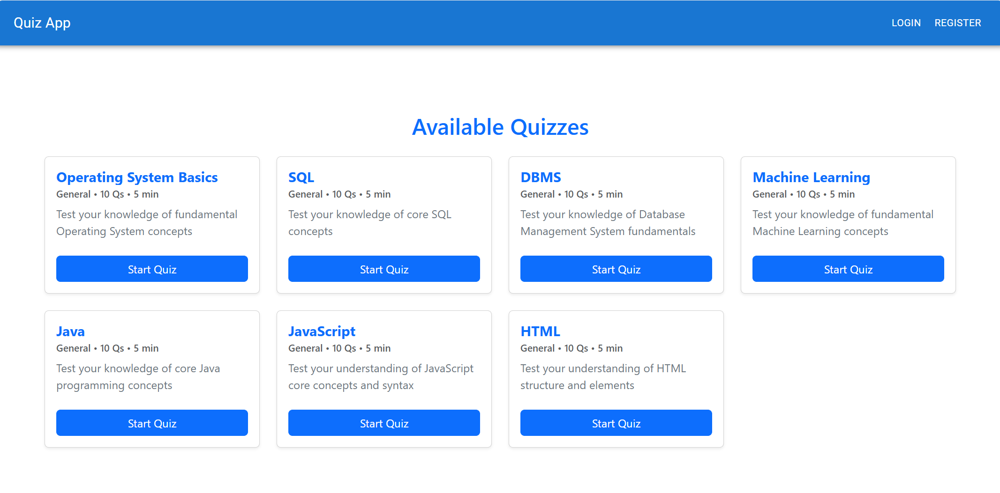 Quiz App
LOGIN REGISTER
Available Quizzes
Operating System Basics
General • 10 Qs • 5 min
Test your knowledge of fundamental
Operating System concepts
Start Quiz
SQL
General • 10 Qs • 5 min
Test your knowledge of core SQL
concepts
Start Quiz
DBMS
General • 10 Qs • 5 min
Test your knowledge of Database
Management System fundamentals
Start Quiz
Machine Learning
General • 10 Qs • 5 min
Test your knowledge of fundamental
Machine Learning concepts
Start Quiz
Java
General • 10 Qs • 5 min
Test your knowledge of core Java
programming concepts
Start Quiz
JavaScript
General • 10 Qs • 5 min
Test your understanding of JavaScript
core concepts and syntax
Start Quiz
HTML
General • 10 Qs • 5 min
Test your understanding of HTML
structure and elements
Start Quiz